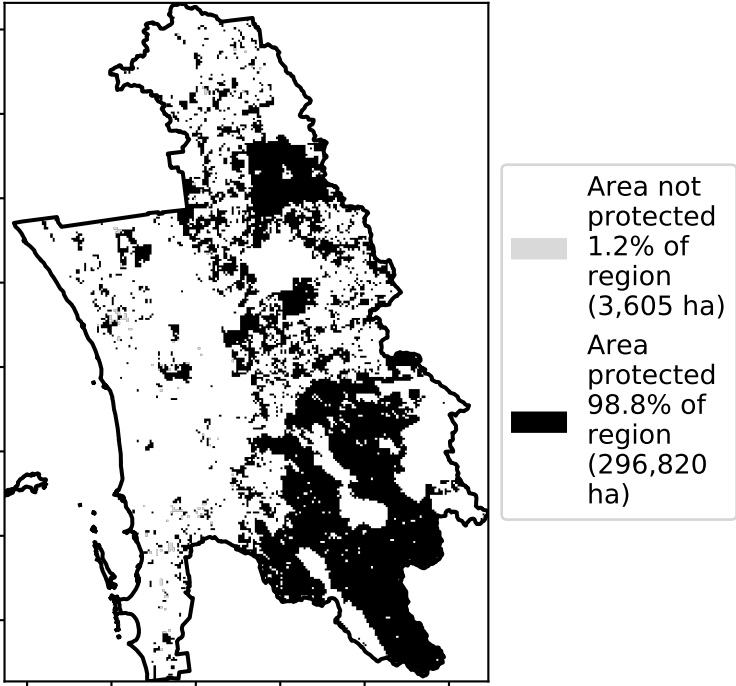 Area not
protected
1.2% of
region
(3,605 ha)
Area
protected
98.8% of
region
(296,820
ha)